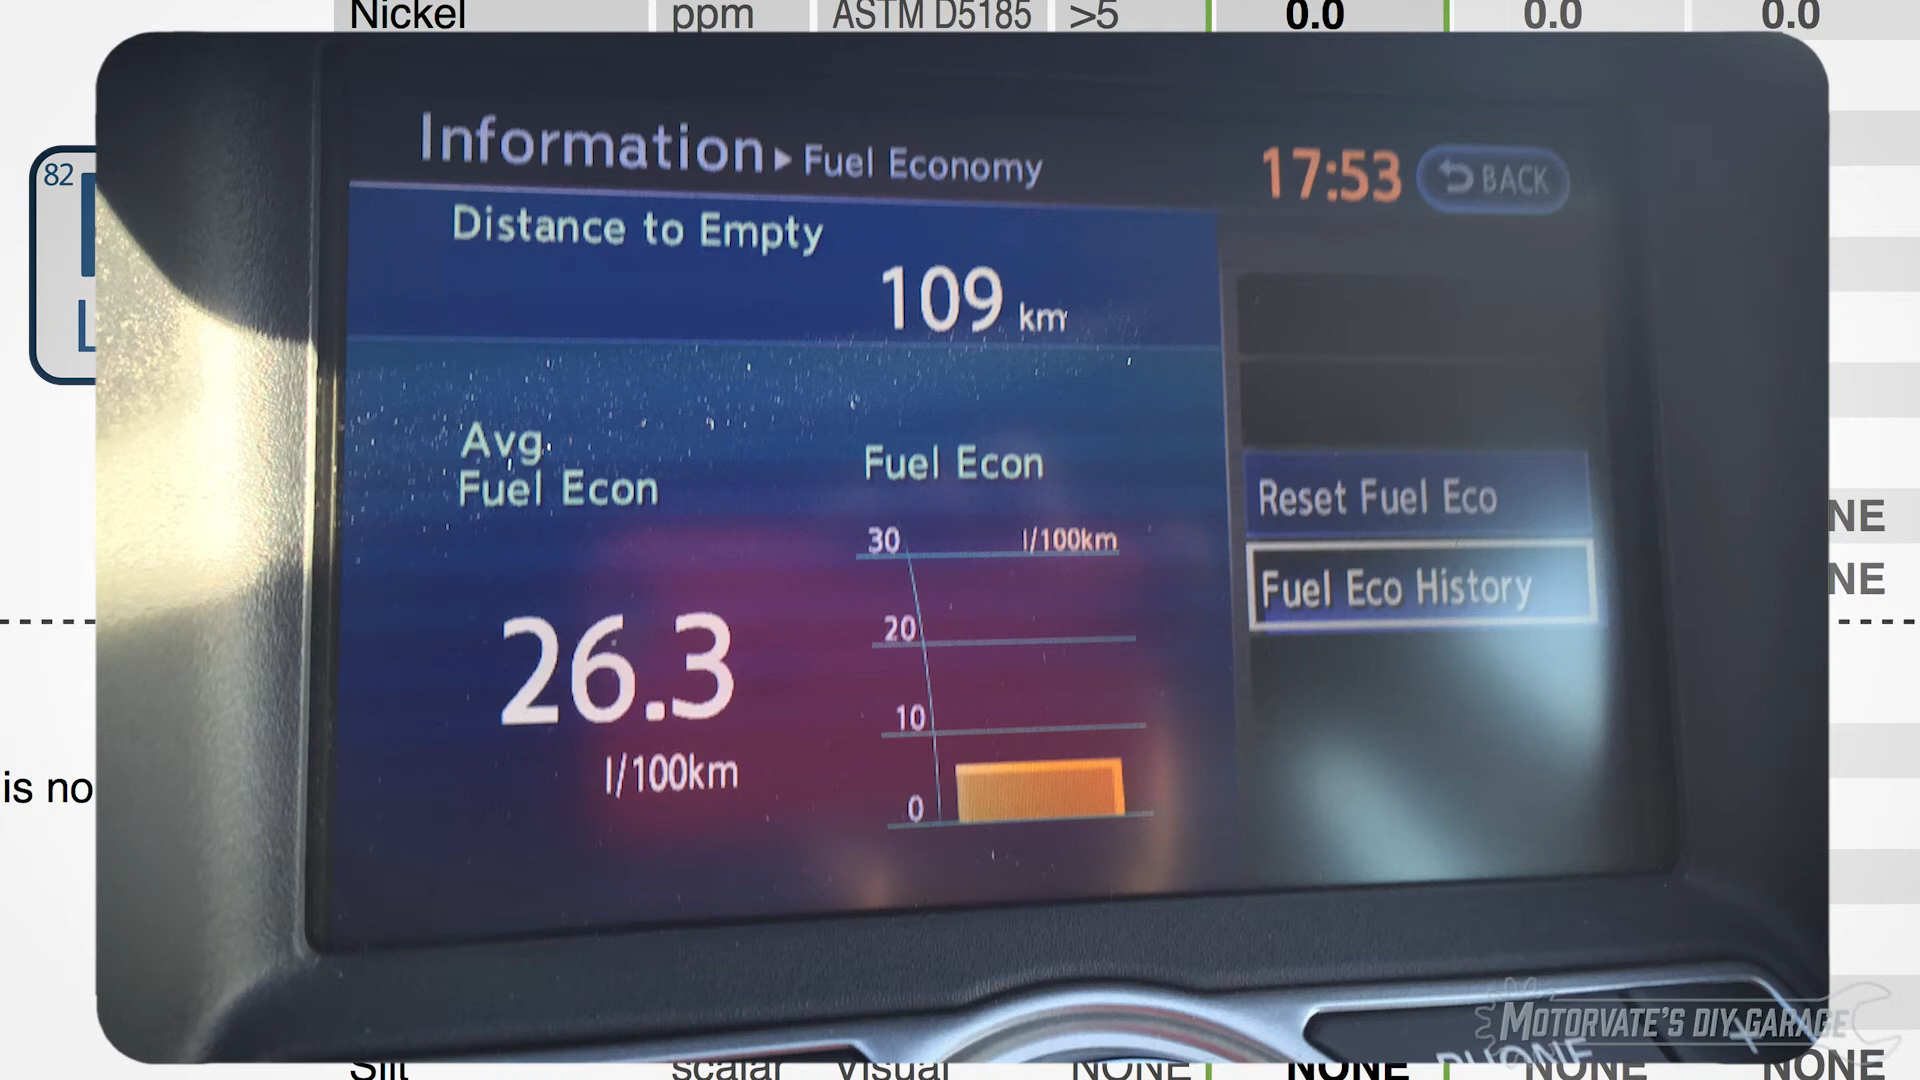 Nickel ppm ASTM D5185 >5 0.0 0.0 0.0
82
Information ▸ Fuel Economy 17:53 BACK
Distance to Empty
109 km
Avg.
Fuel Econ
Fuel Econ
30 l/100km
20
10
0
26.3
l/100km
Reset Fuel Eco
Fuel Eco History
NE
NE
is no
MOTORVATE'S DIY GARAGE
PHONE
Silt scalar Visual NONE NONE NONE NONE